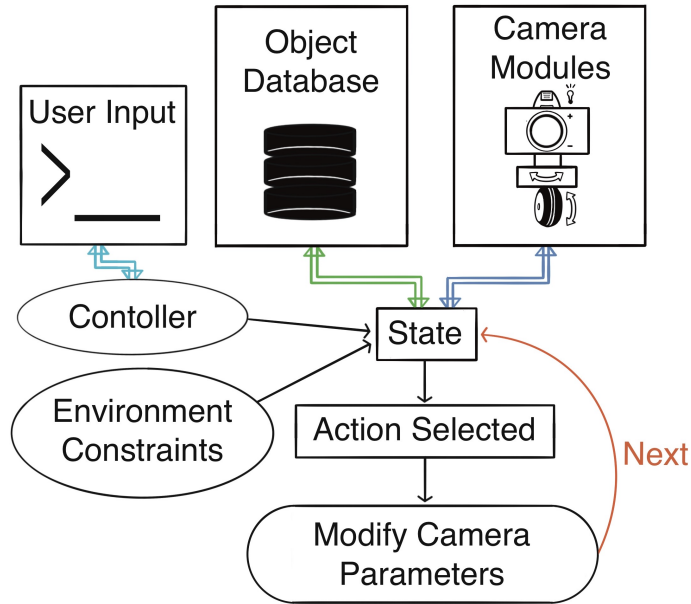 User Input
Object
Database
Camera
Modules
Contoller
Environment
Constraints
State
Action Selected
Modify Camera
Parameters
Next